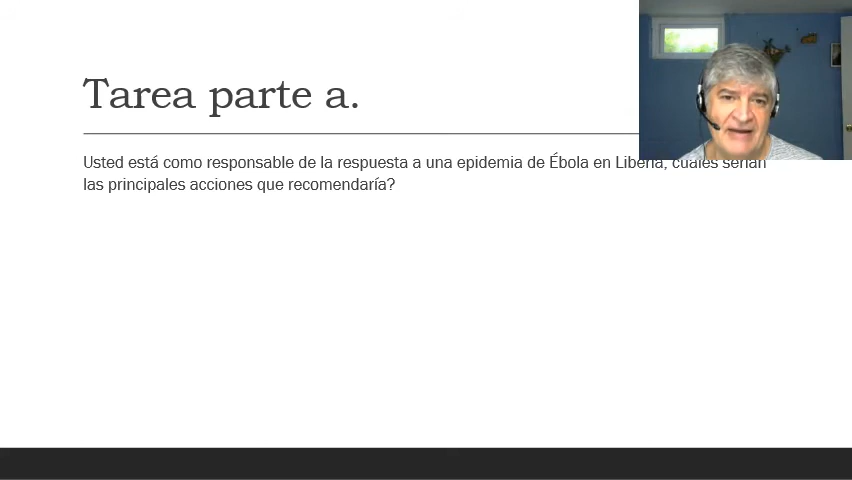 Tarea parte a.
Usted está como responsable de la respuesta a una epidemia de Ébola en Liberia, cuáles serían
las principales acciones que recomendaría?